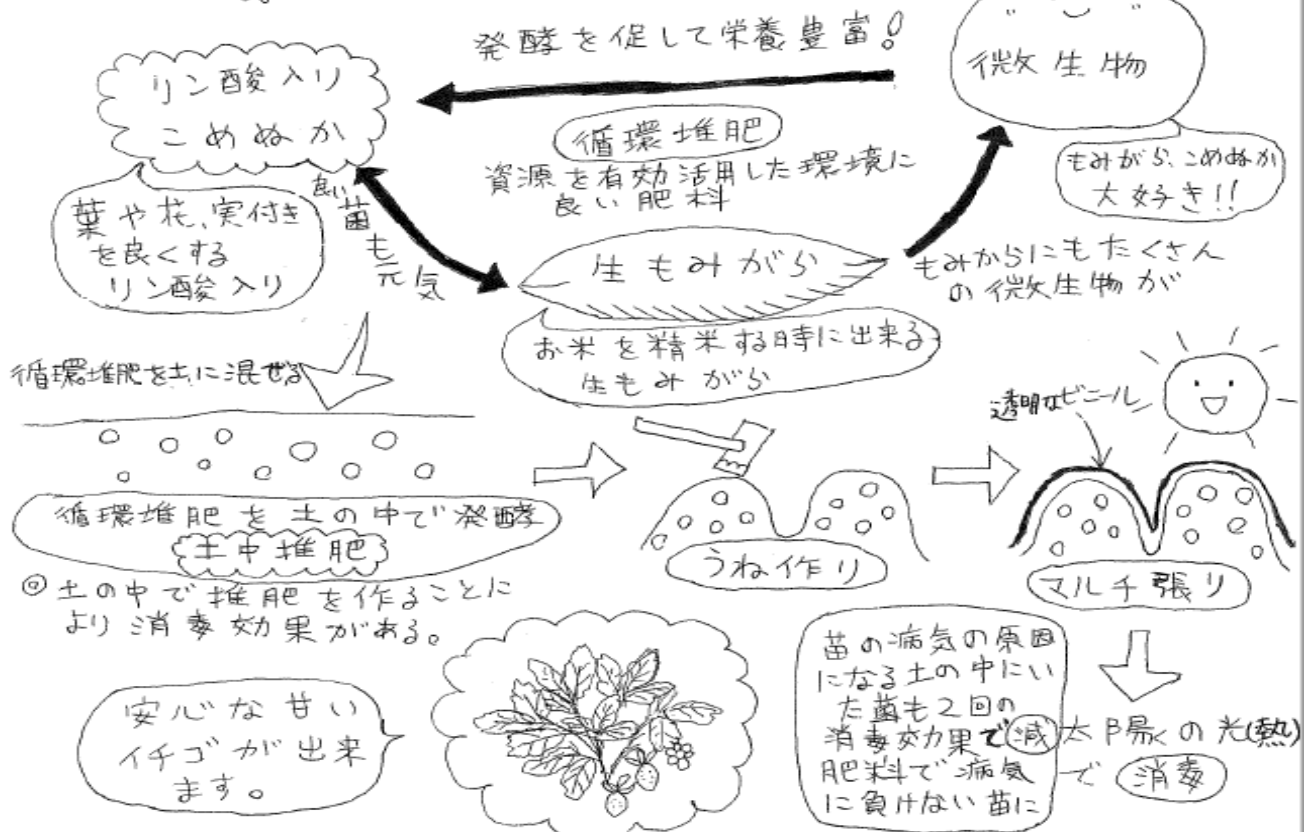 発酵を促して栄養豊富!
微生物
リン酸入り
こめぬか
循環堆肥
資源を有効活用した環境に
良い肥料
もみがら、こめぬか
大好き!!
葉や花、実付き
を良くする
リン酸入り
良い菌も元気
生もみがら
もみからにもたくさん
の微生物が
お米を精米する時に出来る
生もみがら
循環堆肥を土に混ぜる
透明なビニール
循環堆肥を土の中で発酵
土中堆肥
◎土の中で堆肥を作ることに
より消毒効果がある。
うね作り
マルチ張り
太陽の光(熱)
で消毒
苗の病気の原因
になる土の中にい
た菌も2回の
消毒効果で減
肥料で病気
に負けない苗に
安心な甘い
イチゴが出来
ます。